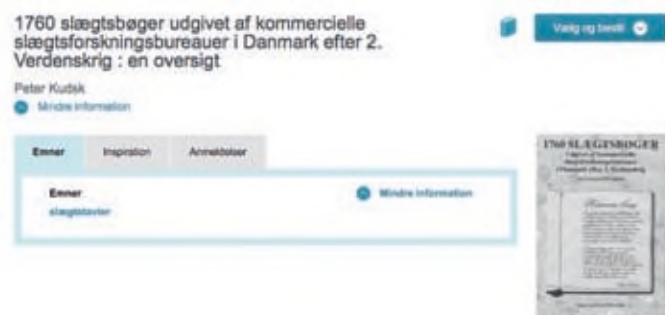 1760 slægtsbøger udgivet af kommercielle
slægtsforskningsbureauer i Danmark efter 2.
Verdenskrig : en oversigt
Vælg og bestil
Peter Kudsk
Mindre information
Emner
Inspiration
Anmeldelser
Emner
Mindre information
slægtstavler
1760 SLÆGTSBØGER